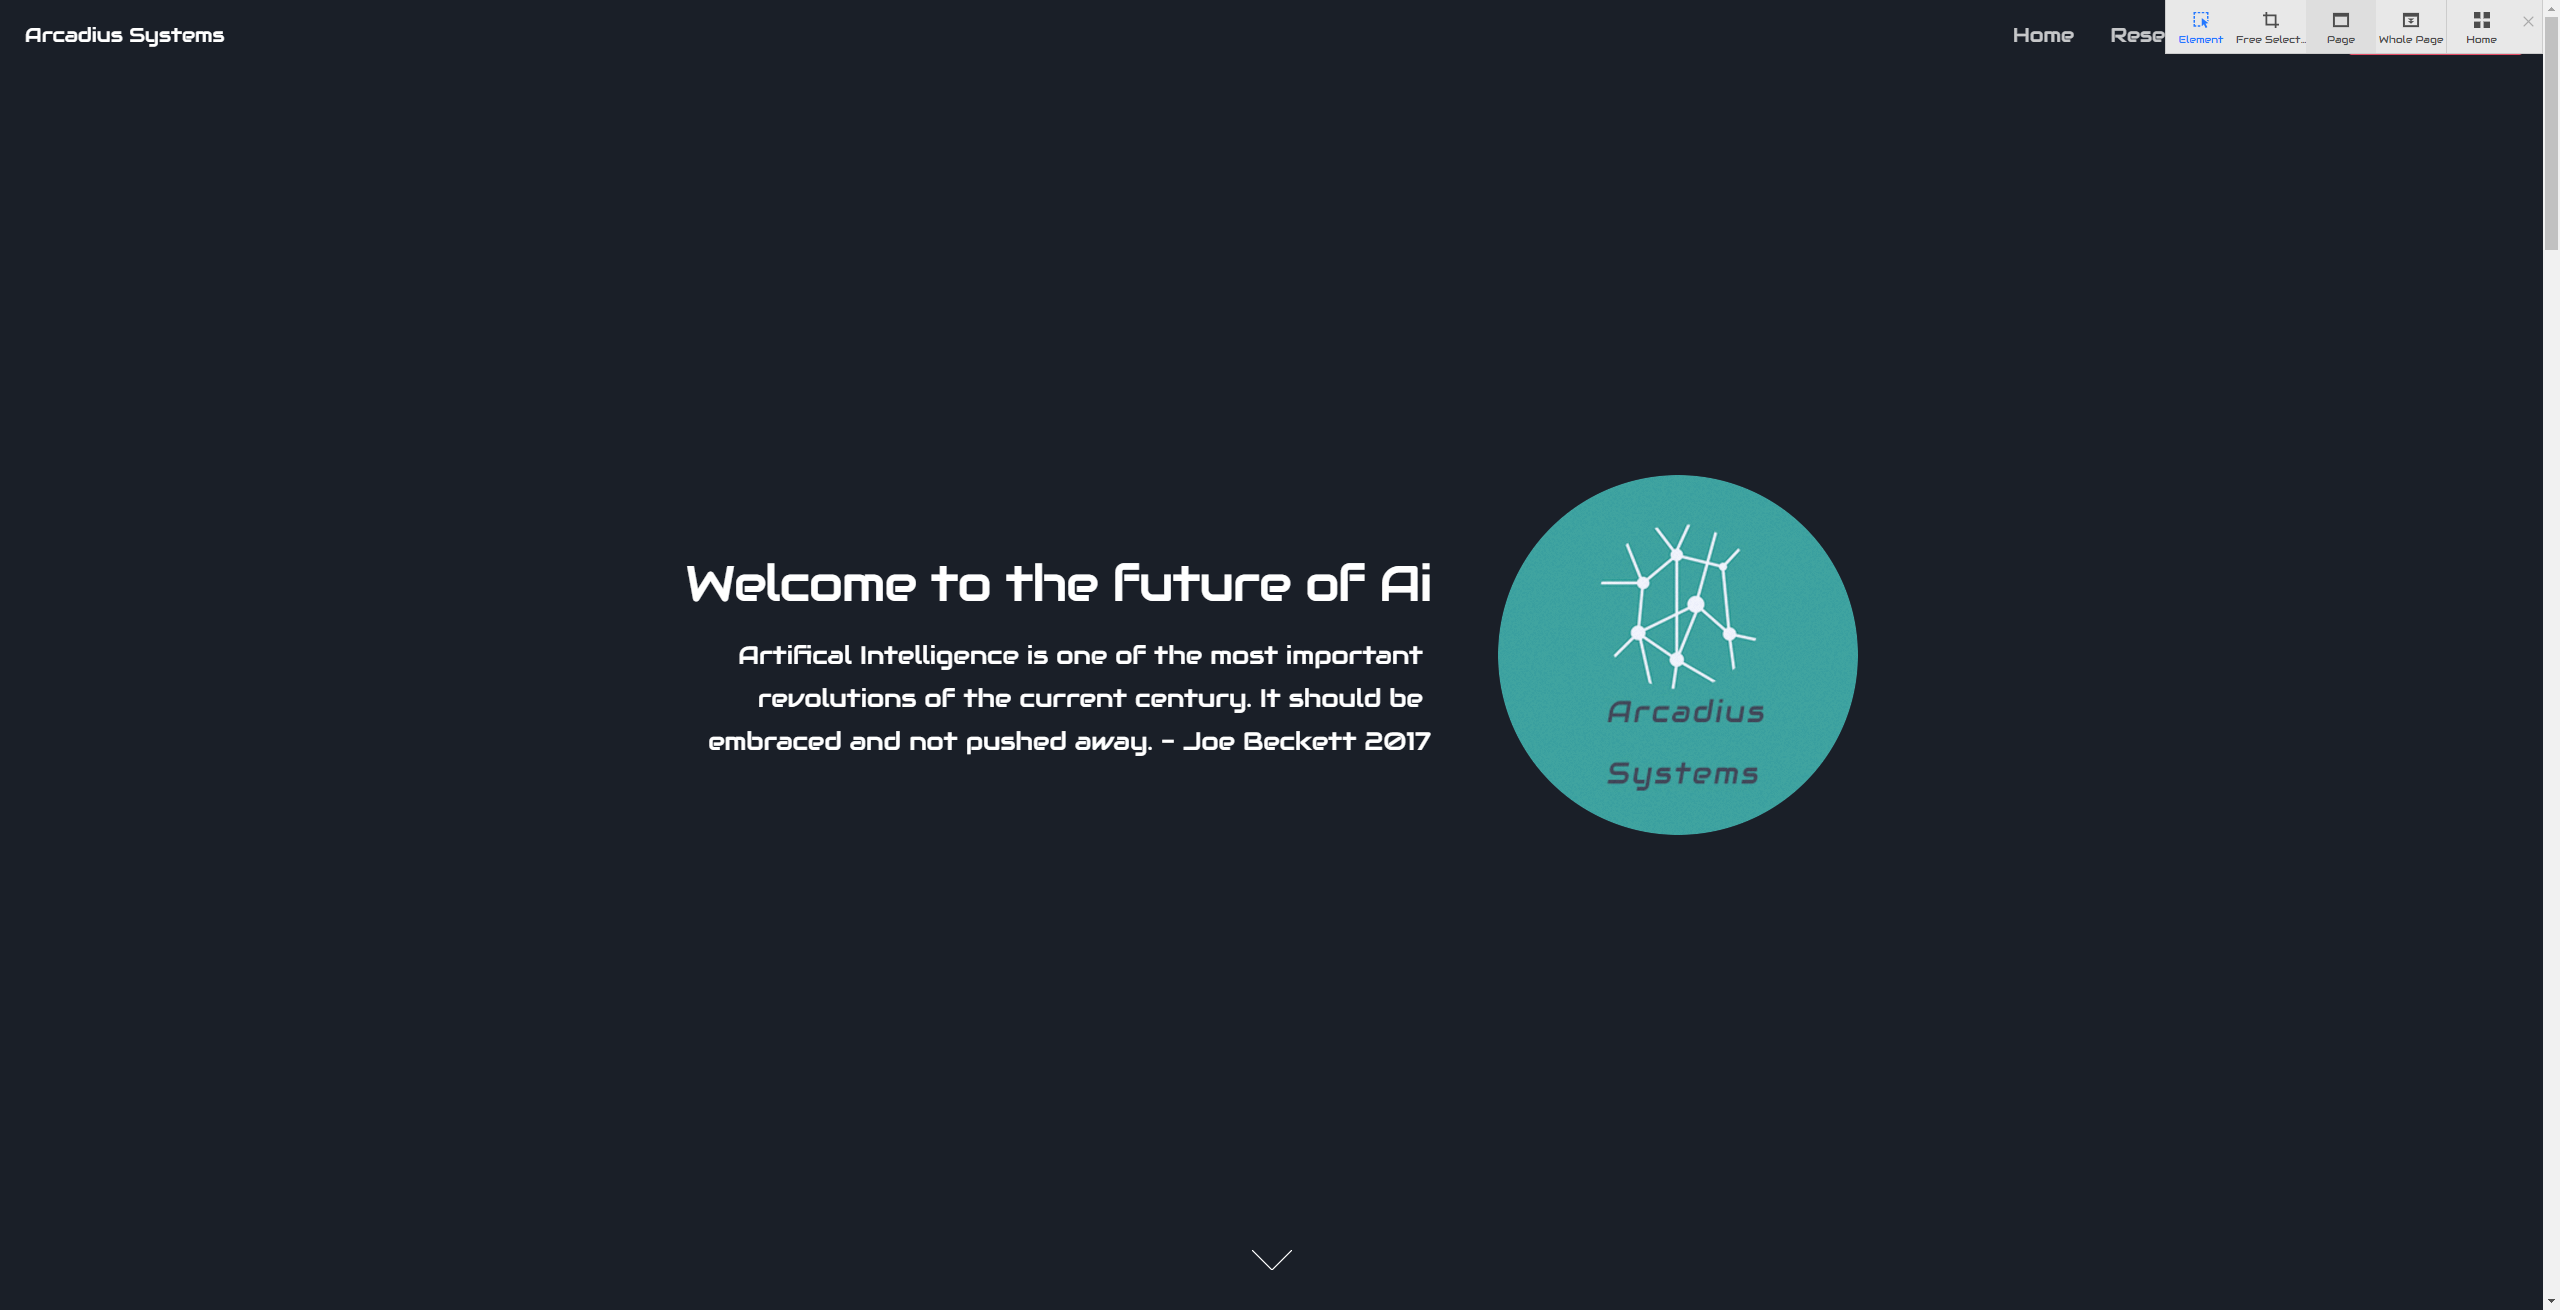 Arcadius Systems
Home Rese
Element Free Select... Page Whole Page Home
Welcome to the future of Ai
Artifical Intelligence is one of the most important
revolutions of the current century. It should be
embraced and not pushed away. - Joe Beckett 2017
Arcadius
Systems